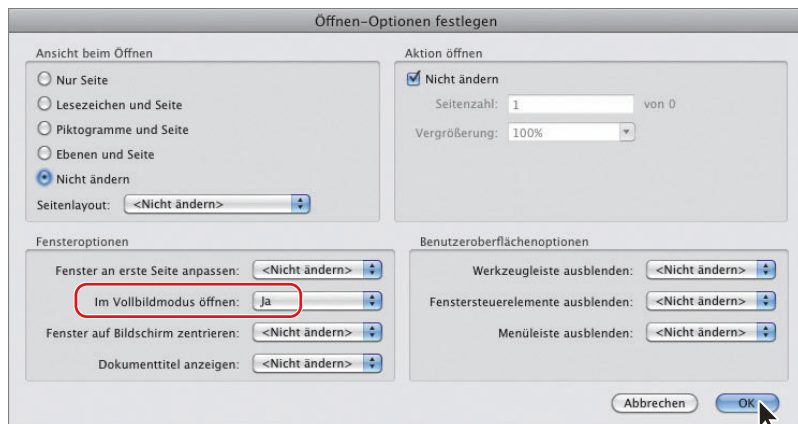 Öffnen-Optionen festlegen
Ansicht beim Öffnen
Nur Seite
Lesezeichen und Seite
Piktogramme und Seite
Ebenen und Seite
Nicht ändern
Seitenlayout: <Nicht ändern>
Aktion öffnen
Nicht ändern
Seitenzahl: 1 von 0
Vergrößerung: 100%
Fensteroptionen
Fenster an erste Seite anpassen: <Nicht ändern>
Im Vollbildmodus öffnen: Ja
Fenster auf Bildschirm zentrieren: <Nicht ändern>
Dokumenttitel anzeigen: <Nicht ändern>
Benutzeroberflächenoptionen
Werkzeugleiste ausblenden: <Nicht ändern>
Fenstersteuerelemente ausblenden: <Nicht ändern>
Menüleiste ausblenden: <Nicht ändern>
Abbrechen OK